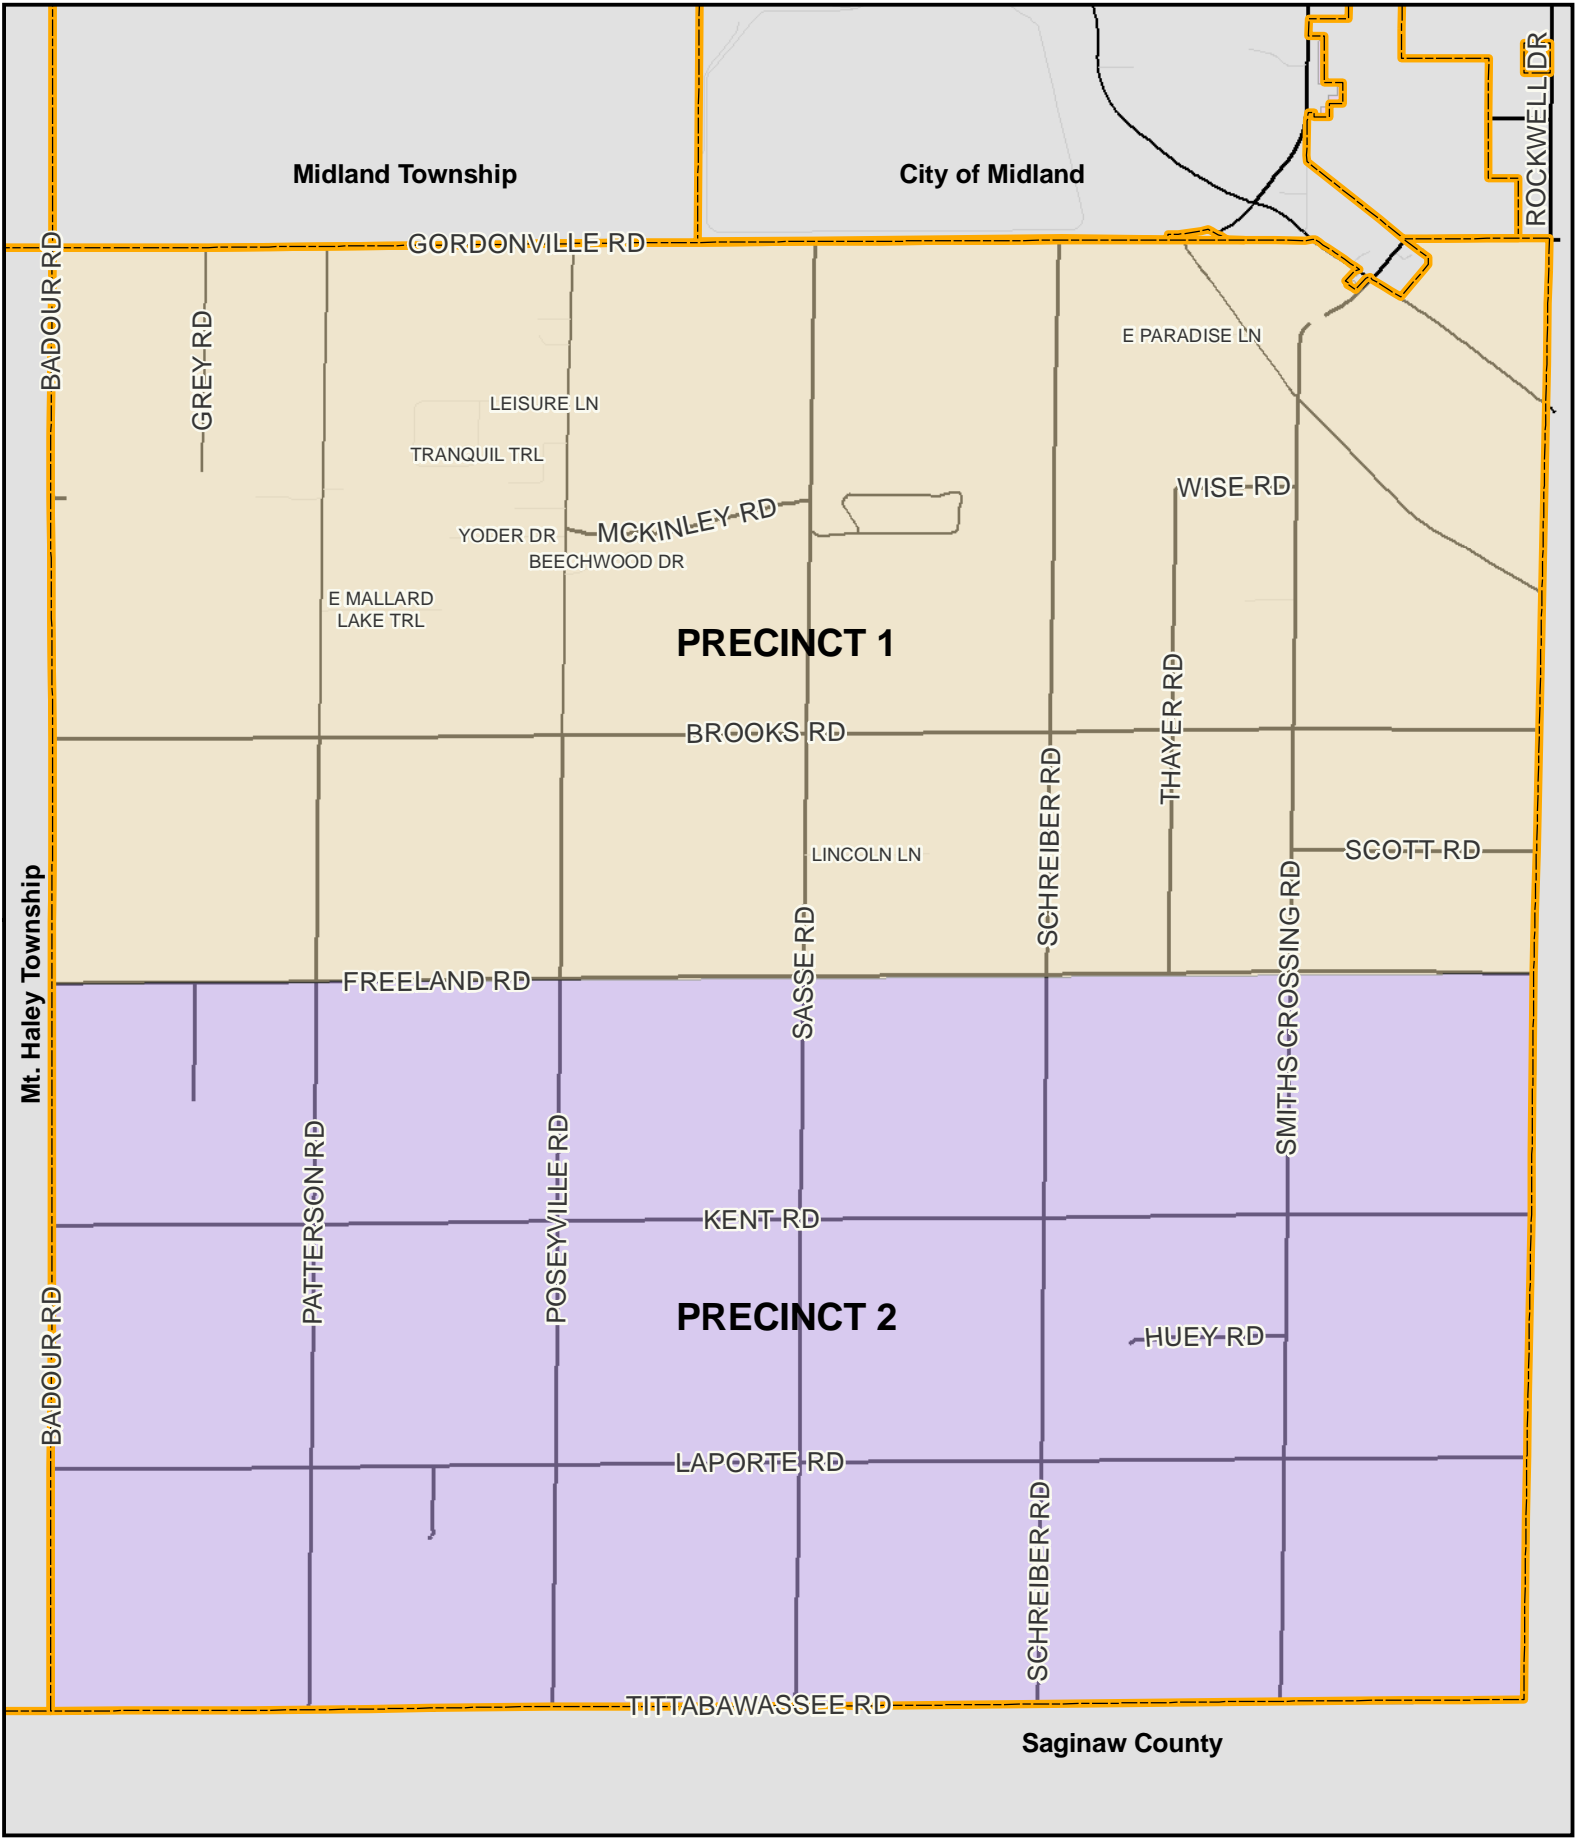 ROCKWELL DR
Midland Township
City of Midland
GORDONVILLE RD
BADOUR RD
GREY RD
E PARADISE LN
LEISURE LN
TRANQUIL TRL
WISE RD
MCKINLEY RD
YODER DR
BEECHWOOD DR
E MALLARD
LAKE TRL
PRECINCT 1
THAYER RD
BROOKS RD
SCHREIBER RD
LINCOLN LN
SCOTT RD
Mt. Haley Township
SASSE RD
SMITHS CROSSING RD
FREELAND RD
PATTERSON RD
POSEYVILLE RD
KENT RD
BADOUR RD
PRECINCT 2
HUEY RD
LAPORTE RD
SCHREIBER RD
TITTABAWASSEE RD
Saginaw County